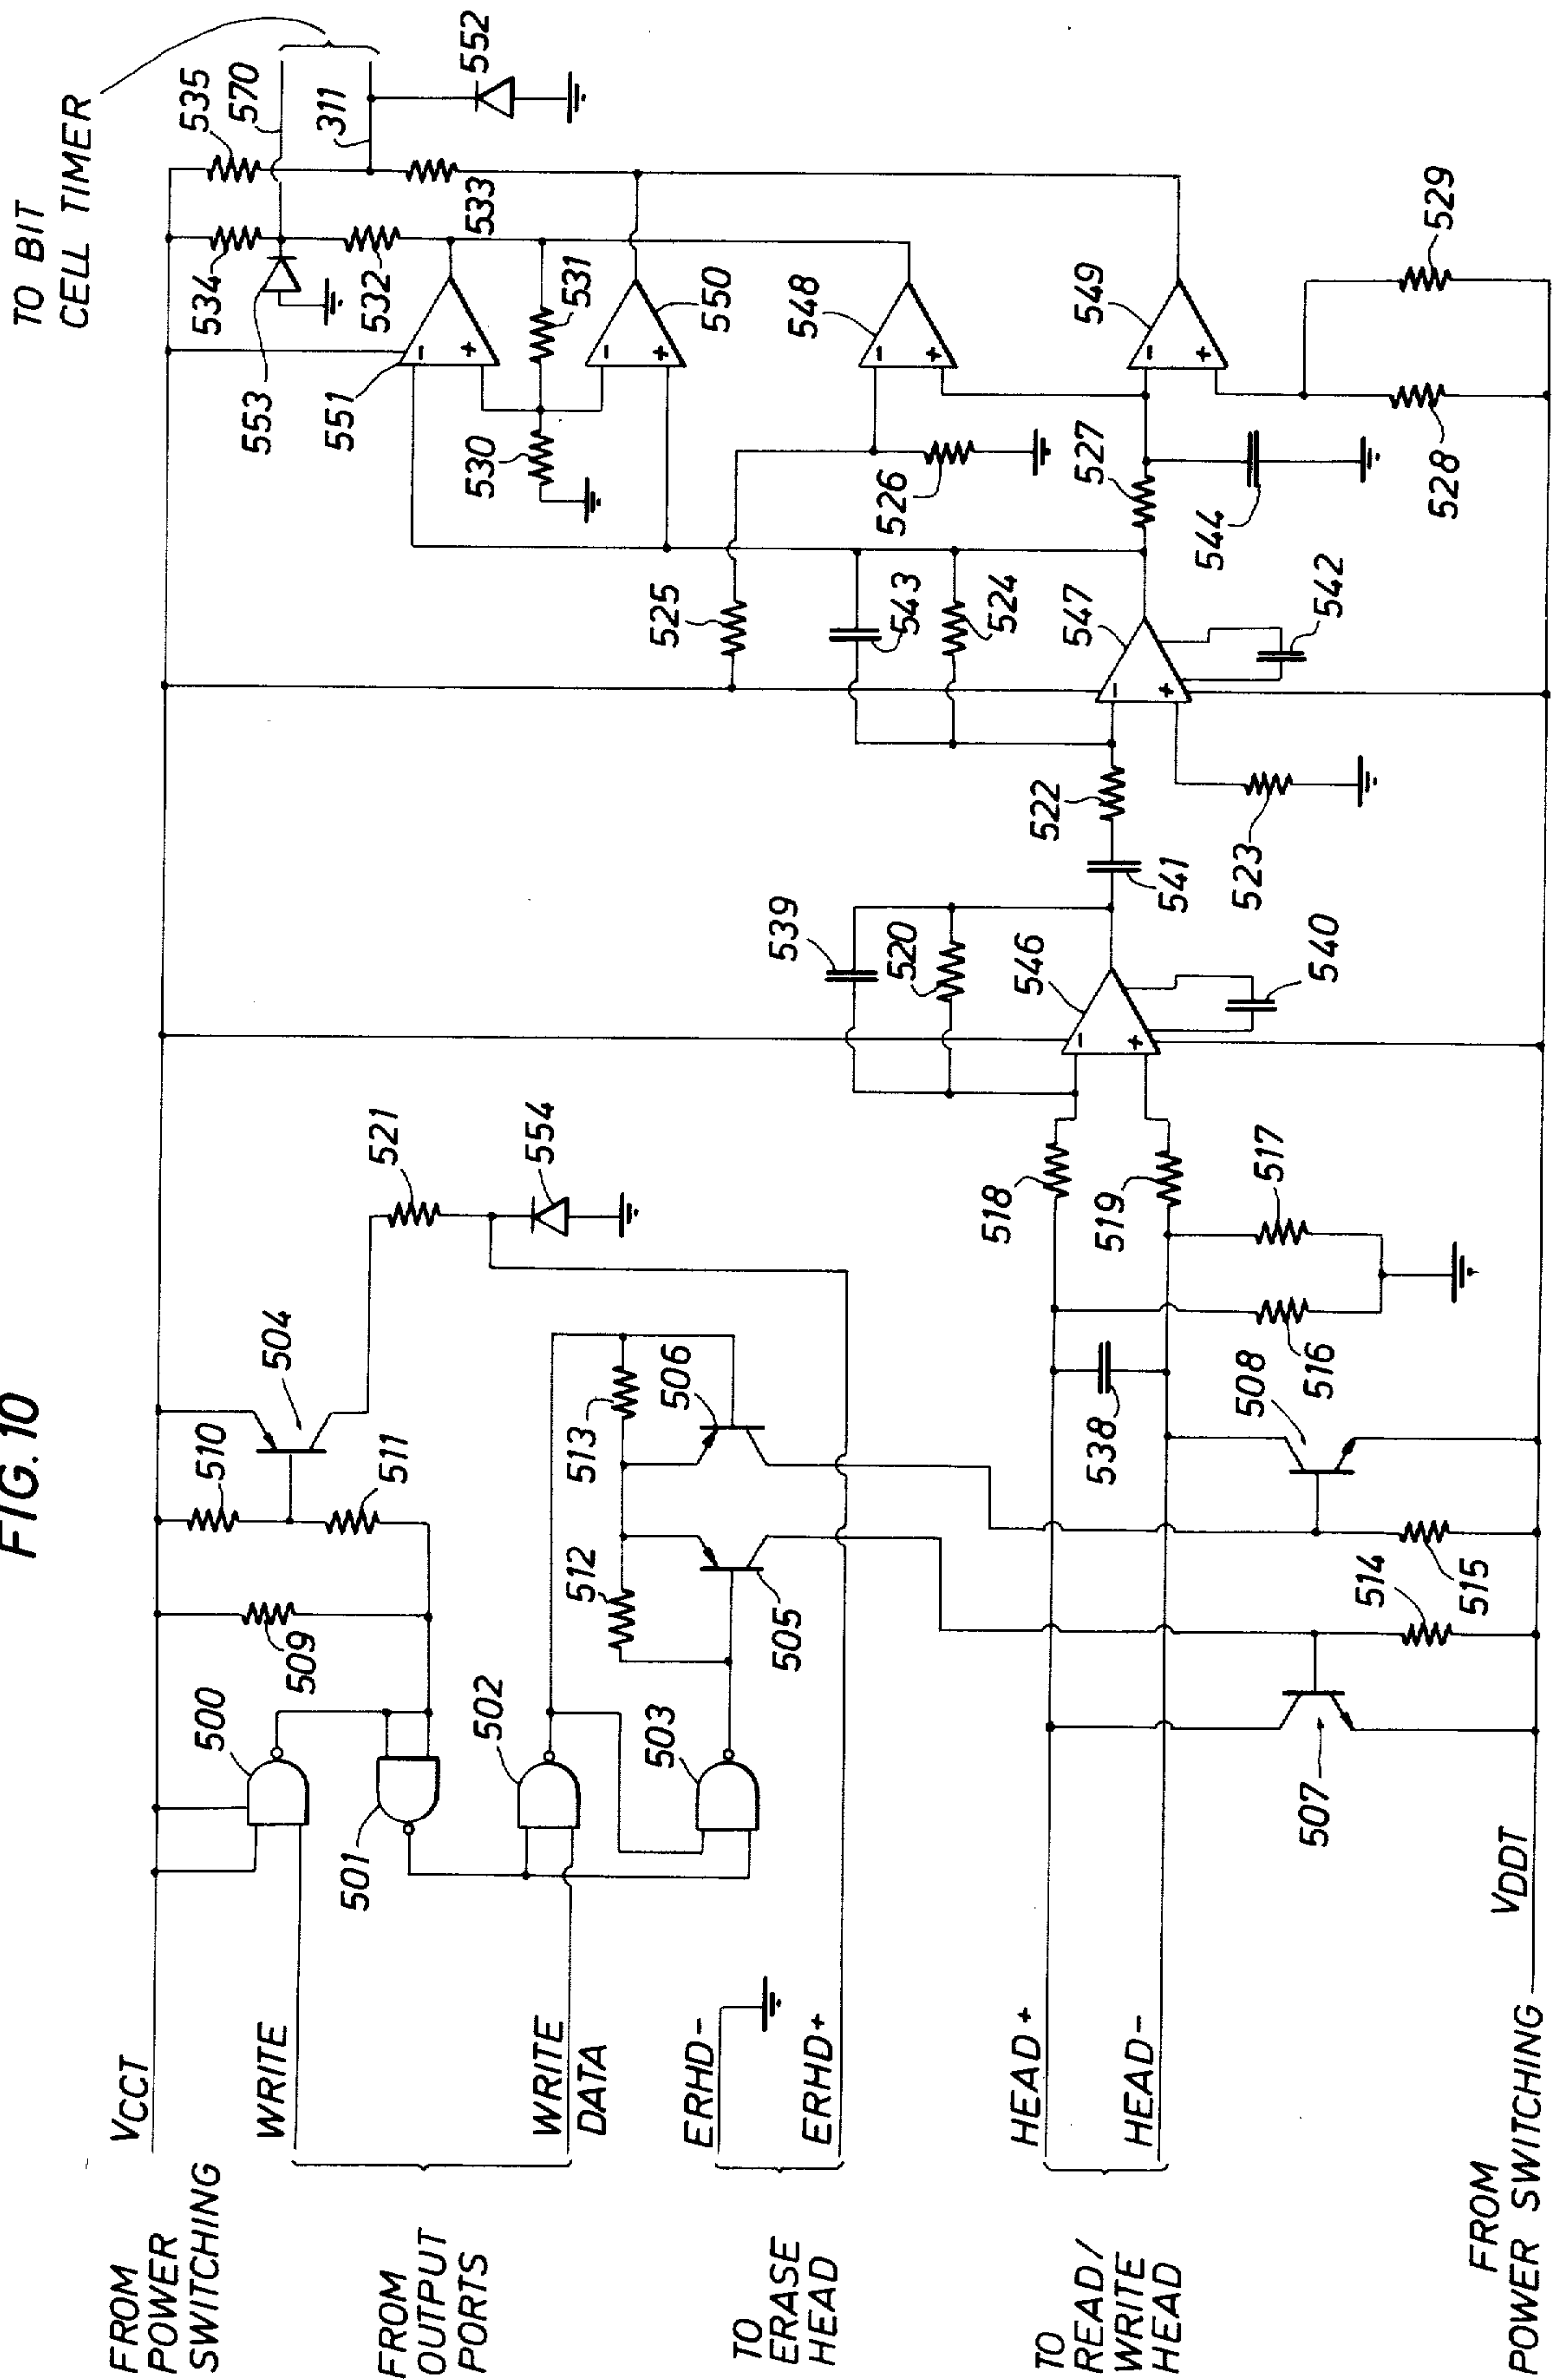 FIG. 10
TO BIT
CELL TIMER
FROM
POWER
SWITCHING
VCCT
WRITE
FROM
OUTPUT
PORTS
WRITE
DATA
ERHD-
ERHD+
TO
ERASE
HEAD
HEAD+
HEAD-
TO
READ/
WRITE
HEAD
FROM
POWER SWITCHING
VDDT
500
501
502
503
504
505
506
507
508
509
510
511
512
513
514
515
516
517
518
519
520
521
522
523
524
525
526
527
528
529
530
531
532
533
534
535
538
539
540
541
542
543
544
546
-
+
547
-
+
548
-
+
549
-
+
550
-
+
551
-
+
552
553
554
570
311